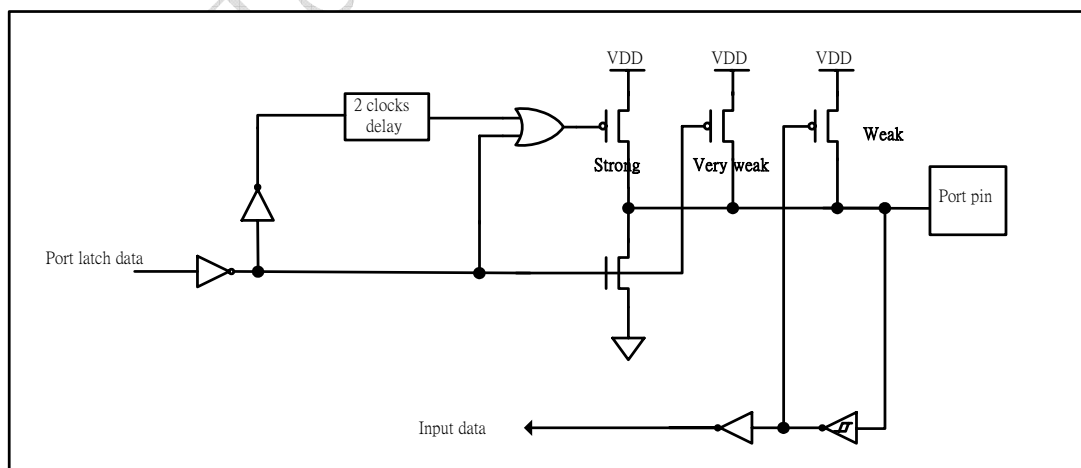 VDD
VDD
VDD
2 clocks
delay
Weak
Strong
Very weak
Port pin
Port latch data
Input data